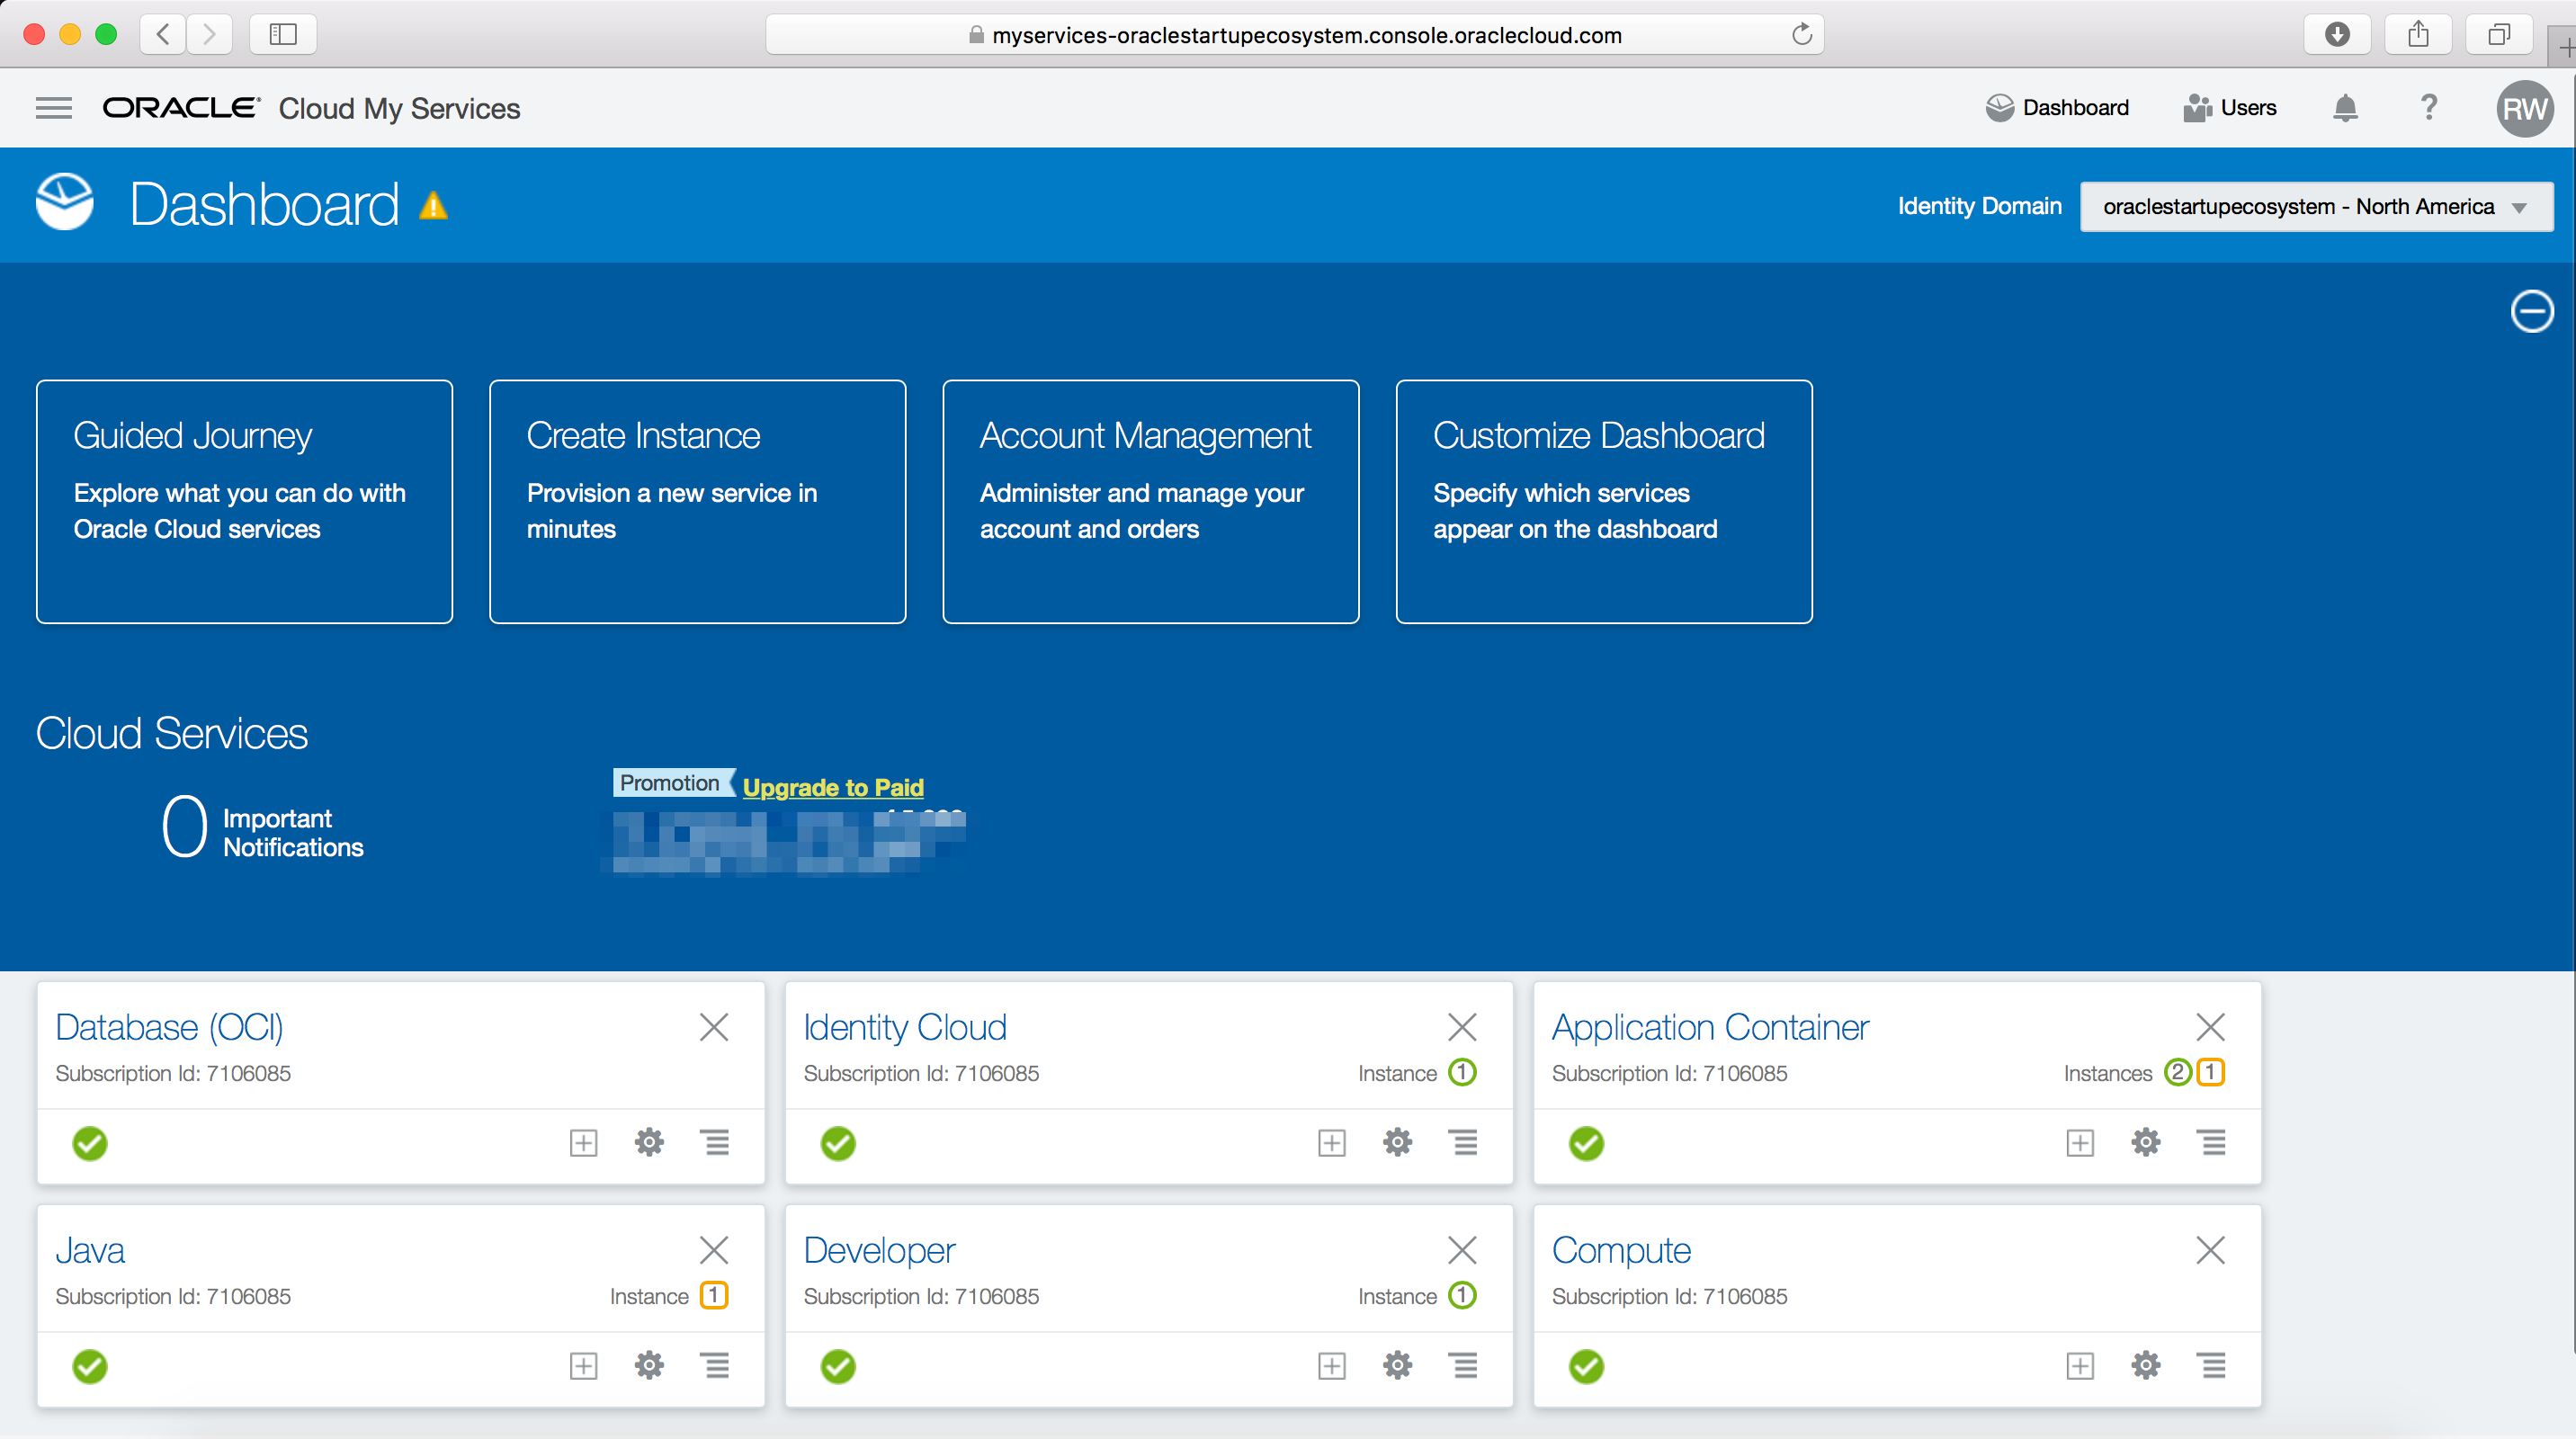 myservices-oraclestartupecosystem.console.oraclecloud.com
ORACLE® Cloud My Services
Dashboard
Users
?
RW
Dashboard
Identity Domain
oraclestartupecosystem - North America
Guided Journey
Explore what you can do with
Oracle Cloud services
Create Instance
Provision a new service in
minutes
Account Management
Administer and manage your
account and orders
Customize Dashboard
Specify which services
appear on the dashboard
Cloud Services
0 Important
Notifications
Promotion Upgrade to Paid
Database (OCI)
Subscription Id: 7106085
Identity Cloud
Subscription Id: 7106085
Instance 1
Application Container
Subscription Id: 7106085
Instances 2 1
Java
Subscription Id: 7106085
Instance 1
Developer
Subscription Id: 7106085
Instance 1
Compute
Subscription Id: 7106085